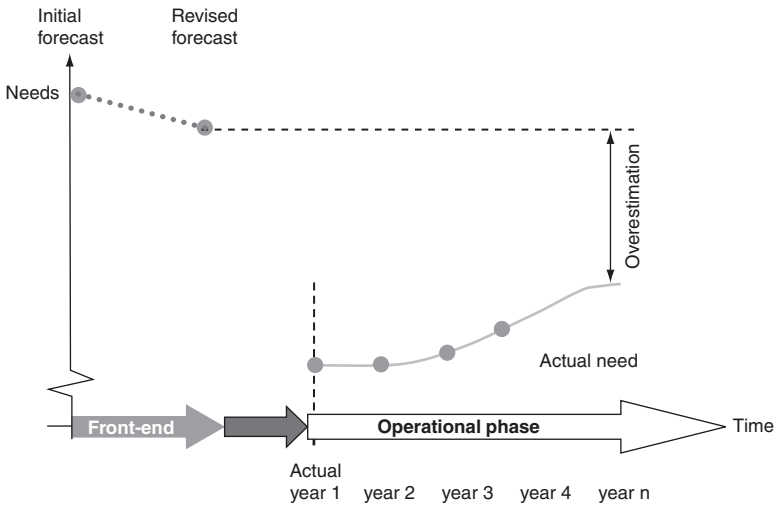 Initial
forecast
Revised
forecast
Needs
Overestimation
Actual need
Front-end
Operational phase
Time
Actual
year 1
year 2
year 3
year 4
year n